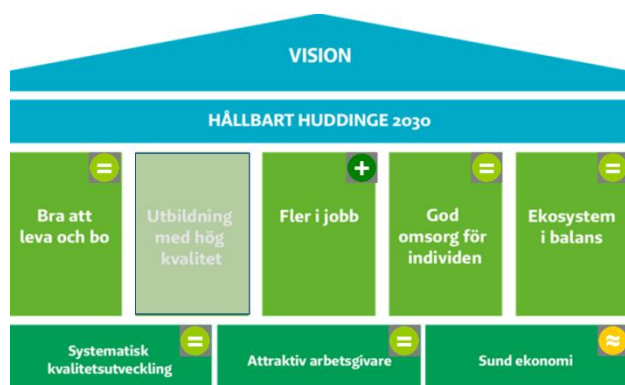 VISION
HÅLLBART HUDDINGE 2030
=
Bra att
leva och bo
Utbildning
med hög
kvalitet
+
Fler i jobb
=
God
omsorg för
individen
=
Ekosystem
i balans
=
Systematisk
kvalitetsutveckling
=
Attraktiv arbetsgivare
≈
Sund ekonomi